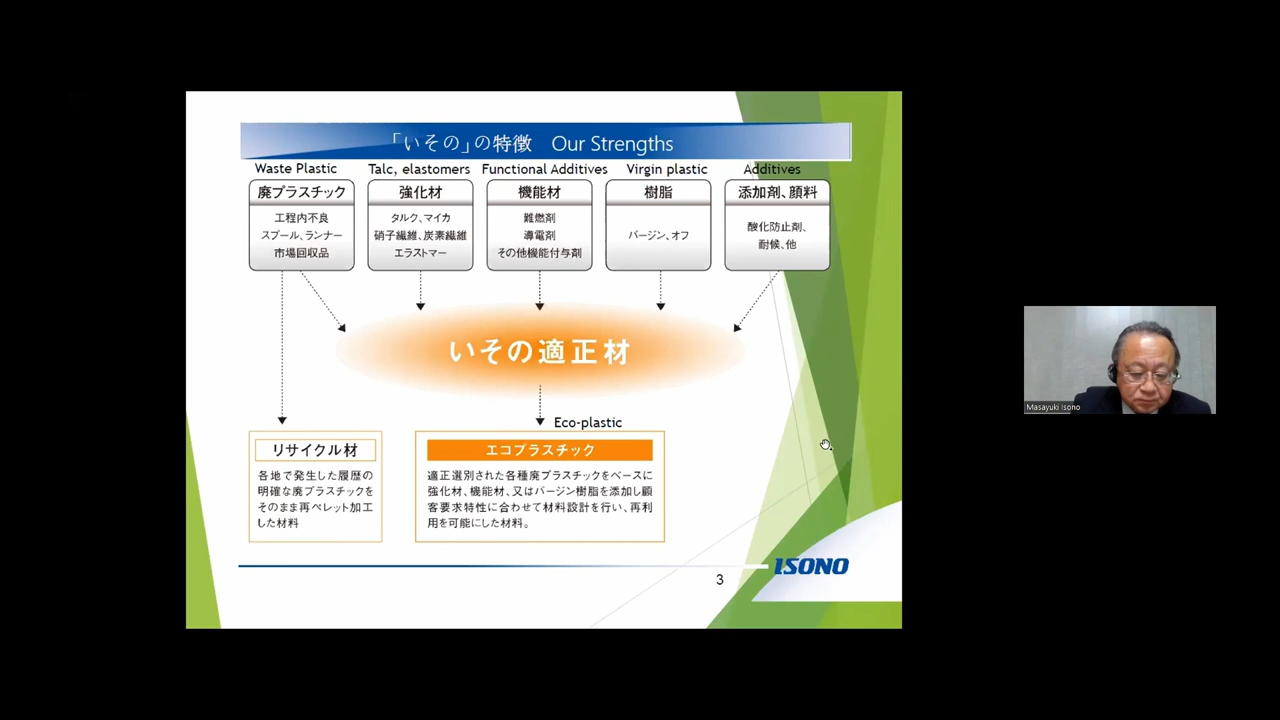 「いその」の特徴 Our Strengths
Waste Plastic
Talc, elastomers
Functional Additives
Virgin plastic
Additives
廃プラスチック
強化材
機能材
樹脂
添加剤、顔料
工程内不良
スプール、ランナー
市場回収品
タルク、マイカ
硝子繊維、炭素繊維
エラストマー
難燃剤
導電剤
その他機能付与剤
バージン、オフ
酸化防止剤、
耐候、他
いその適正材
Eco-plastic
リサイクル材
各地で発生した履歴の
明確な廃プラスチックを
そのまま再ペレット加工
した材料
エコプラスチック
適正選別された各種廃プラスチックをベースに
強化材、機能材、又はバージン樹脂を添加し顧
客要求特性に合わせて材料設計を行い、再利
用を可能にした材料。
ISONO
3
Masayuki Isono